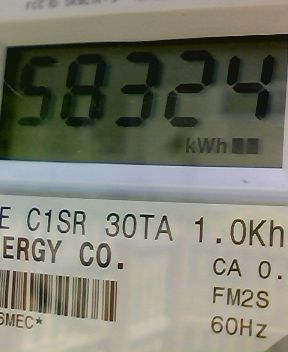 58324
kWh
E C1SR 30TA 1.0Kh
ERGY CO.
CA 0.
FM2S
6MEC*
60Hz